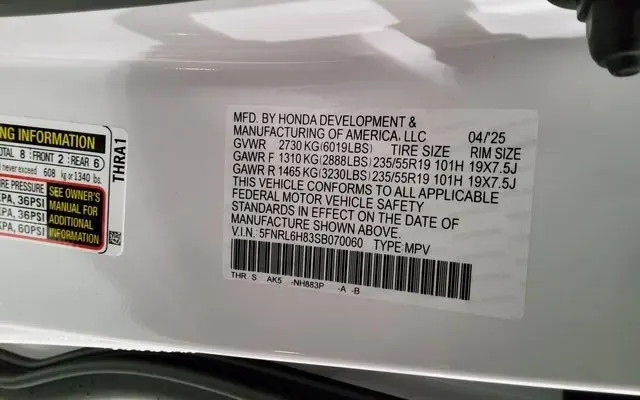 NG INFORMATION
OTAL 8 FRONT 2 REAR 6
never exceed 608 kg or 1340 lbs.
RE PRESSURE
KPA, 36PSI
KPA, 36PSI
KPA, 60PSI
SEE OWNER'S
MANUAL FOR
ADDITIONAL
INFORMATION
THRA1
MFD. BY HONDA DEVELOPMENT &
MANUFACTURING OF AMERICA, LLC 04/'25
GVWR 2730 KG(6019LBS) TIRE SIZE RIM SIZE
GAWR F 1310 KG(2888LBS) 235/55R19 101H 19X7.5J
GAWR R 1465 KG(3230LBS) 235/55R19 101H 19X7.5J
THIS VEHICLE CONFORMS TO ALL APPLICABLE
FEDERAL MOTOR VEHICLE SAFETY
STANDARDS IN EFFECT ON THE DATE OF
MANUFACTURE SHOWN ABOVE.
V.I.N.: 5FNRL6H83SB070060 TYPE:MPV
THR S AK5 -NH883P -A -B